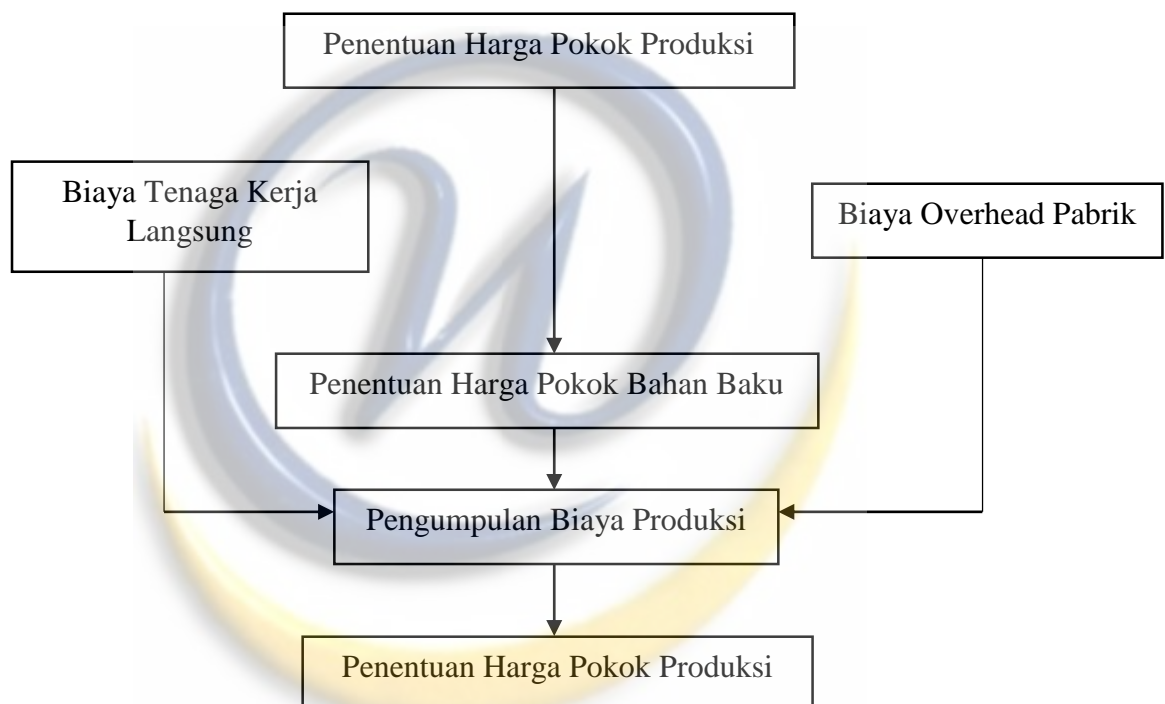 Penentuan Harga Pokok Produksi
Biaya Tenaga Kerja
Langsung
Biaya Overhead Pabrik
Penentuan Harga Pokok Bahan Baku
Pengumpulan Biaya Produksi
Penentuan Harga Pokok Produksi